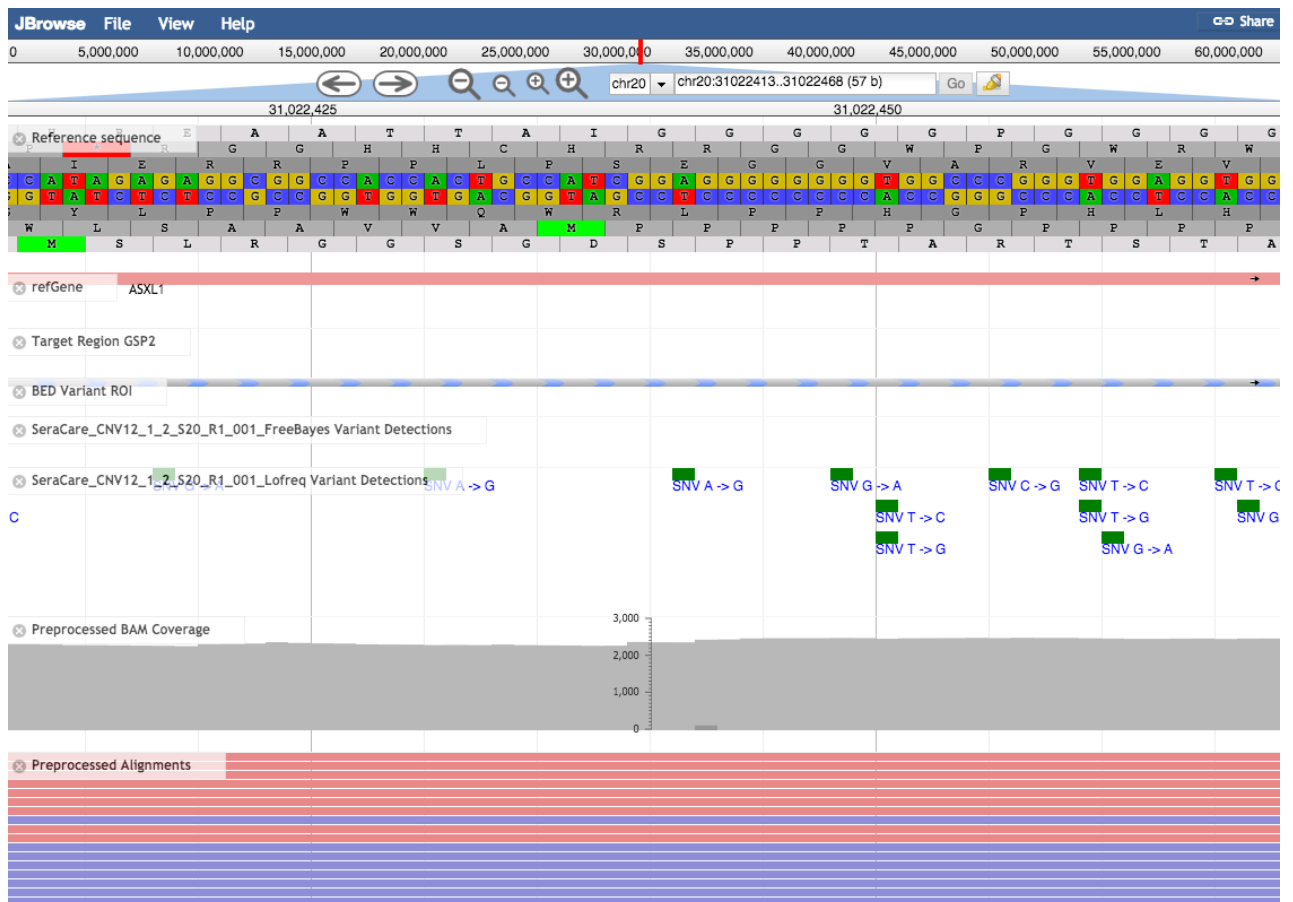 JBrowse File View Help Share
0 5,000,000 10,000,000 15,000,000 20,000,000 25,000,000 30,000,000 35,000,000 40,000,000 45,000,000 50,000,000 55,000,000 60,000,000
chr20 chr20:31022413..31022468 (57 b) Go
31,022,425 31,022,450
Reference sequence E A A T T A I G G G G G P G G G G
R G G H H C H R R G G W P G W R W
I E R R P P L P S E G G V A R V E V
C C A T A G A G A G G C G G C C A C C A C T G C C A T C G G A G G G G G G G G T G G C C C G G G T G G A G G T G G
G G T A T C T C T C C G C C G G T G G T G A C G G T A G C C T C C C C C C C C A C C G G G C C C A C C T C C A C C
Y L P P W W Q W R L P P H G P H L H
W L S A A V V A M P P P P P G P P P P
M S L R G G S G D S P P T A R T S T A
refGene
ASXL1
Target Region GSP2
BED Variant ROI
SeraCare_CNV12_1_2_S20_R1_001_FreeBayes Variant Detections
SeraCare_CNV12_1_2_S20_R1_001_Lofreq Variant Detections
SNV G -> A SNV A -> G SNV A -> G SNV G -> A SNV C -> G SNV T -> C SNV T -> C
C SNV T -> C SNV T -> G SNV G
SNV T -> G SNV G -> A
Preprocessed BAM Coverage
3,000
2,000
1,000
0
Preprocessed Alignments